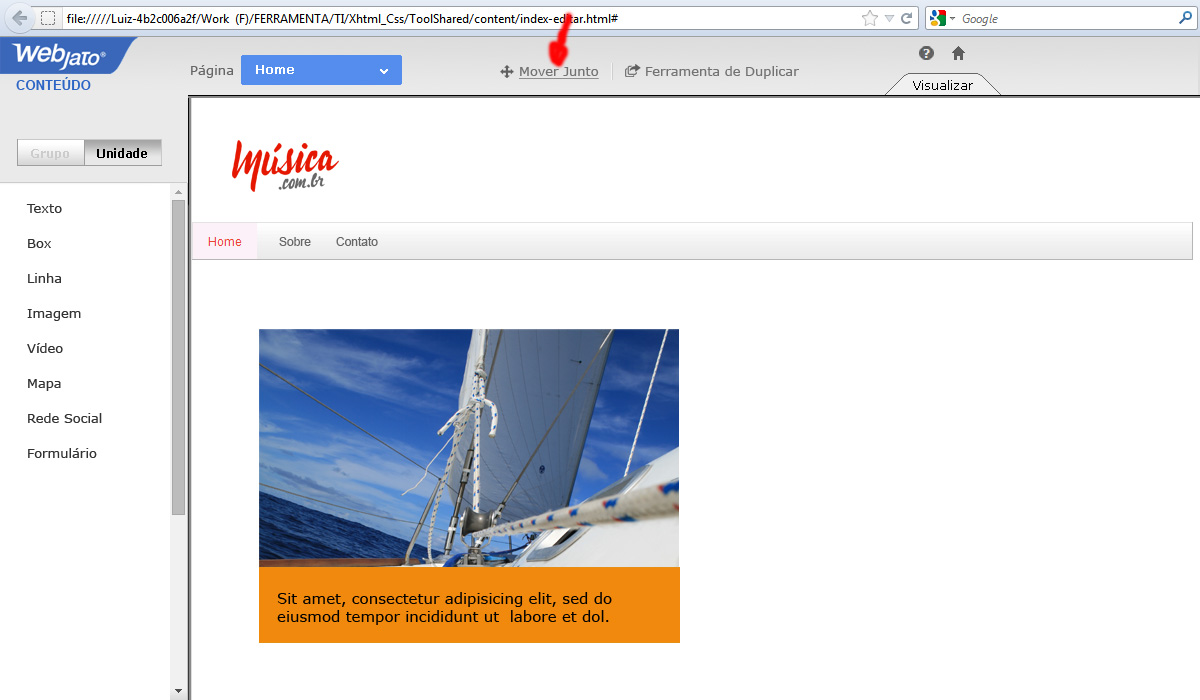 file://///Luiz-4b2c006a2f/Work (F)/FERRAMENTA/TI/Xhtml_Css/ToolShared/content/index-editar.html#
Google
Webjato®
CONTEÚDO
Página
Home
Mover Junto
Ferramenta de Duplicar
?
Visualizar
Grupo
Unidade
Texto
Box
Linha
Imagem
Vídeo
Mapa
Rede Social
Formulário
música
.com.br
Home
Sobre
Contato
Sit amet, consectetur adipisicing elit, sed do
eiusmod tempor incididunt ut labore et dol.